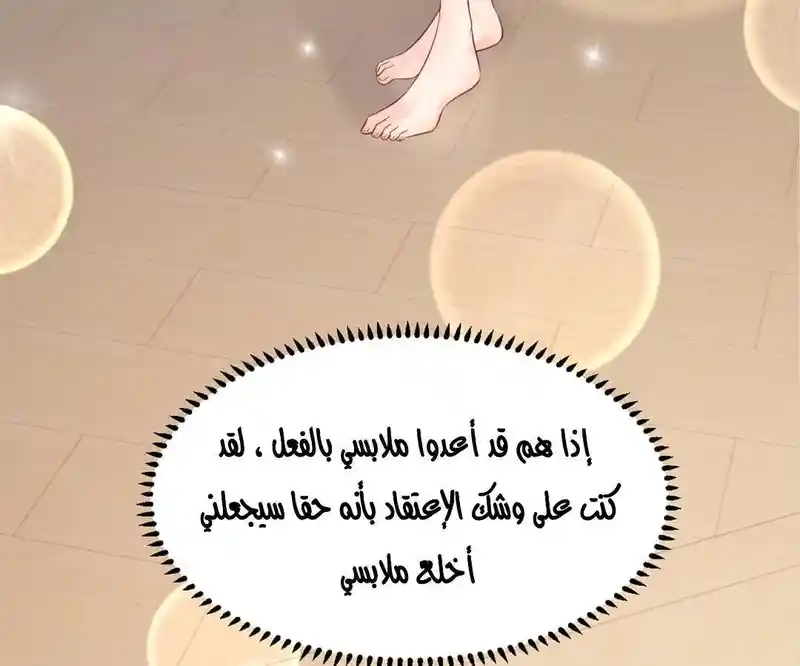 إذا هم قد أعدوا ملابسي بالفعل ، لقد
كنت على وشك الإعتقاد بأنه حقا سيجعلني
أخلع ملابسي